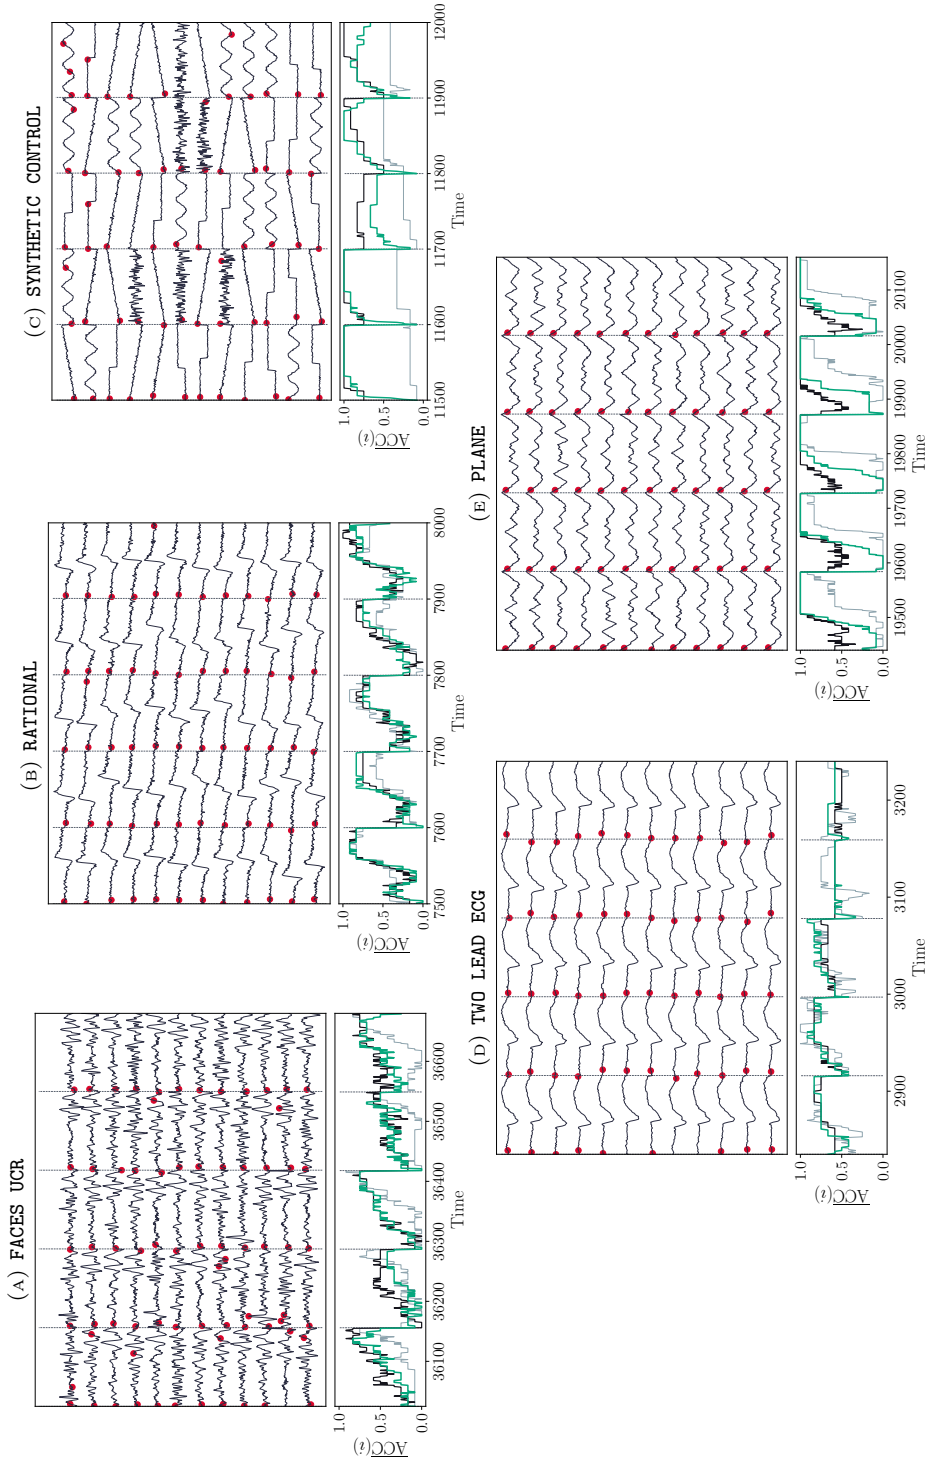 (A) FACES UCR
ACC(i)
1.0
0.5
0.0
36100 36200 36300 36400 36500 36600
Time
(B) RATIONAL
ACC(i)
1.0
0.5
0.0
7500 7600 7700 7800 7900 8000
Time
(C) SYNTHETIC CONTROL
ACC(i)
1.0
0.5
0.0
11500 11600 11700 11800 11900 12000
Time
(D) TWO LEAD ECG
ACC(i)
1.0
0.5
0.0
2900 3000 3100 3200
Time
(E) PLANE
ACC(i)
1.0
0.5
0.0
19500 19600 19700 19800 19900 20000 20100
Time